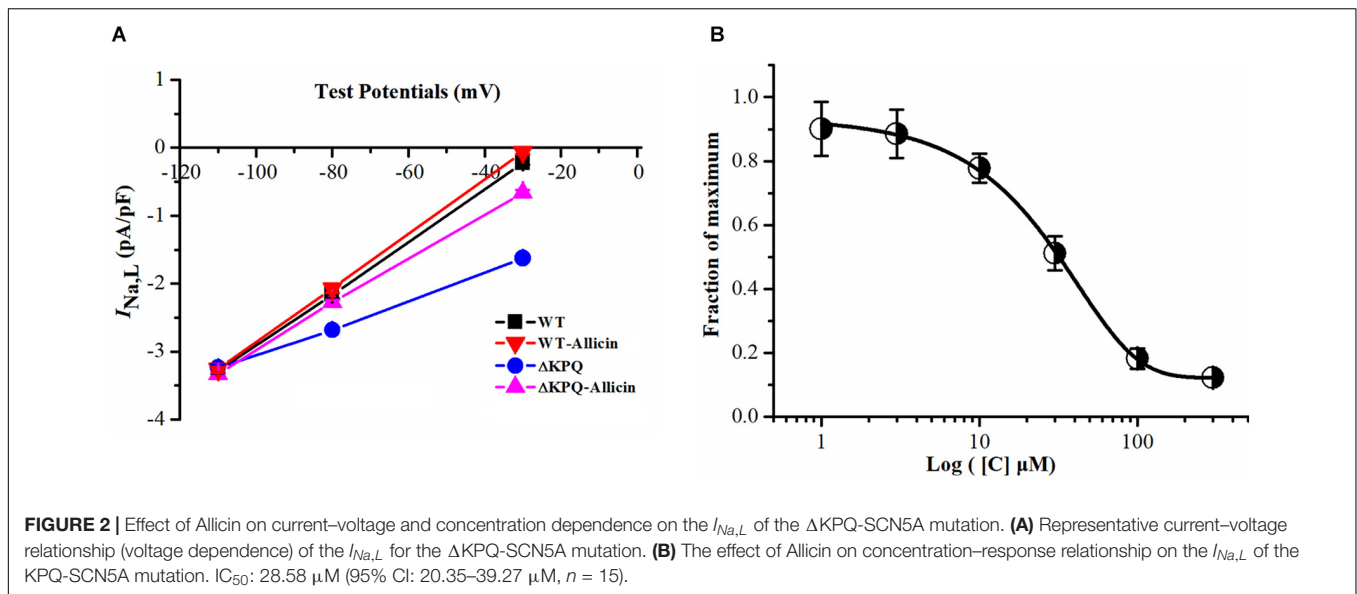 A
Test Potentials (mV)
1
0
-1
-2
-3
-4
-120
-100
-80
-60
-40
-20
0
I Na,L (pA/pF)
WT
WT-Allicin
ΔKPQ
ΔKPQ-Allicin
B
Fraction of maximum
1.0
0.8
0.6
0.4
0.2
0.0
1
10
100
Log ( [C] μM)
FIGURE 2 | Effect of Allicin on current–voltage and concentration dependence on the I Na,L of the ΔKPQ-SCN5A mutation. (A) Representative current–voltage
relationship (voltage dependence) of the I Na,L for the ΔKPQ-SCN5A mutation. (B) The effect of Allicin on concentration–response relationship on the I Na,L of the
KPQ-SCN5A mutation. IC50: 28.58 μM (95% CI: 20.35–39.27 μM, n = 15).